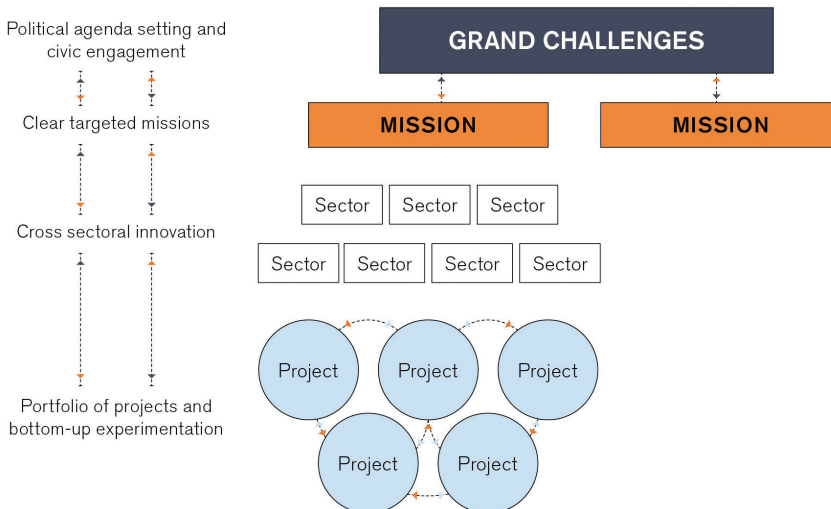 Political agenda setting and
civic engagement
GRAND CHALLENGES
Clear targeted missions
MISSION
MISSION
Sector
Sector
Sector
Cross sectoral innovation
Sector
Sector
Sector
Sector
Project
Project
Project
Portfolio of projects and
bottom-up experimentation
Project
Project